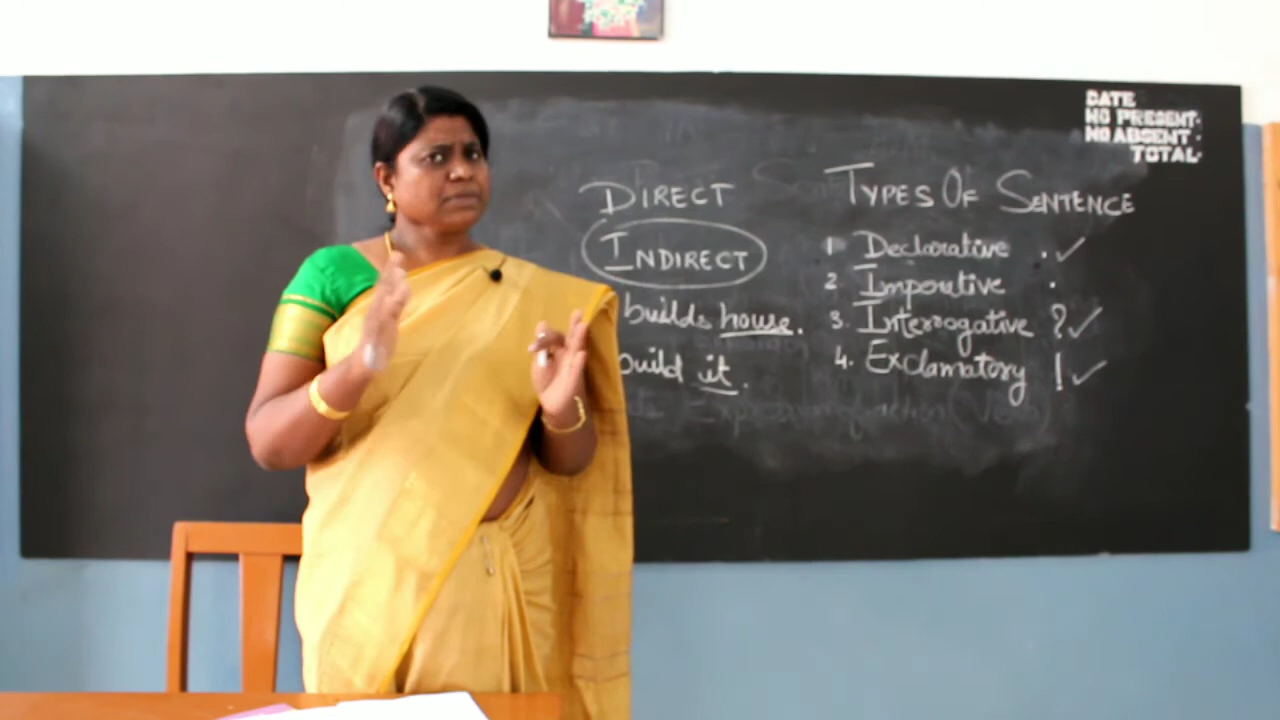 DATE
NO PRESENT.
NO ABSENT.
TOTAL.
DIRECT
INDIRECT
builds house.
build it.
TYPES OF SENTENCE
1 Declarative . ✓
2. Imperative .
3. Interrogative ? ✓
4. Exclamatory ! ✓